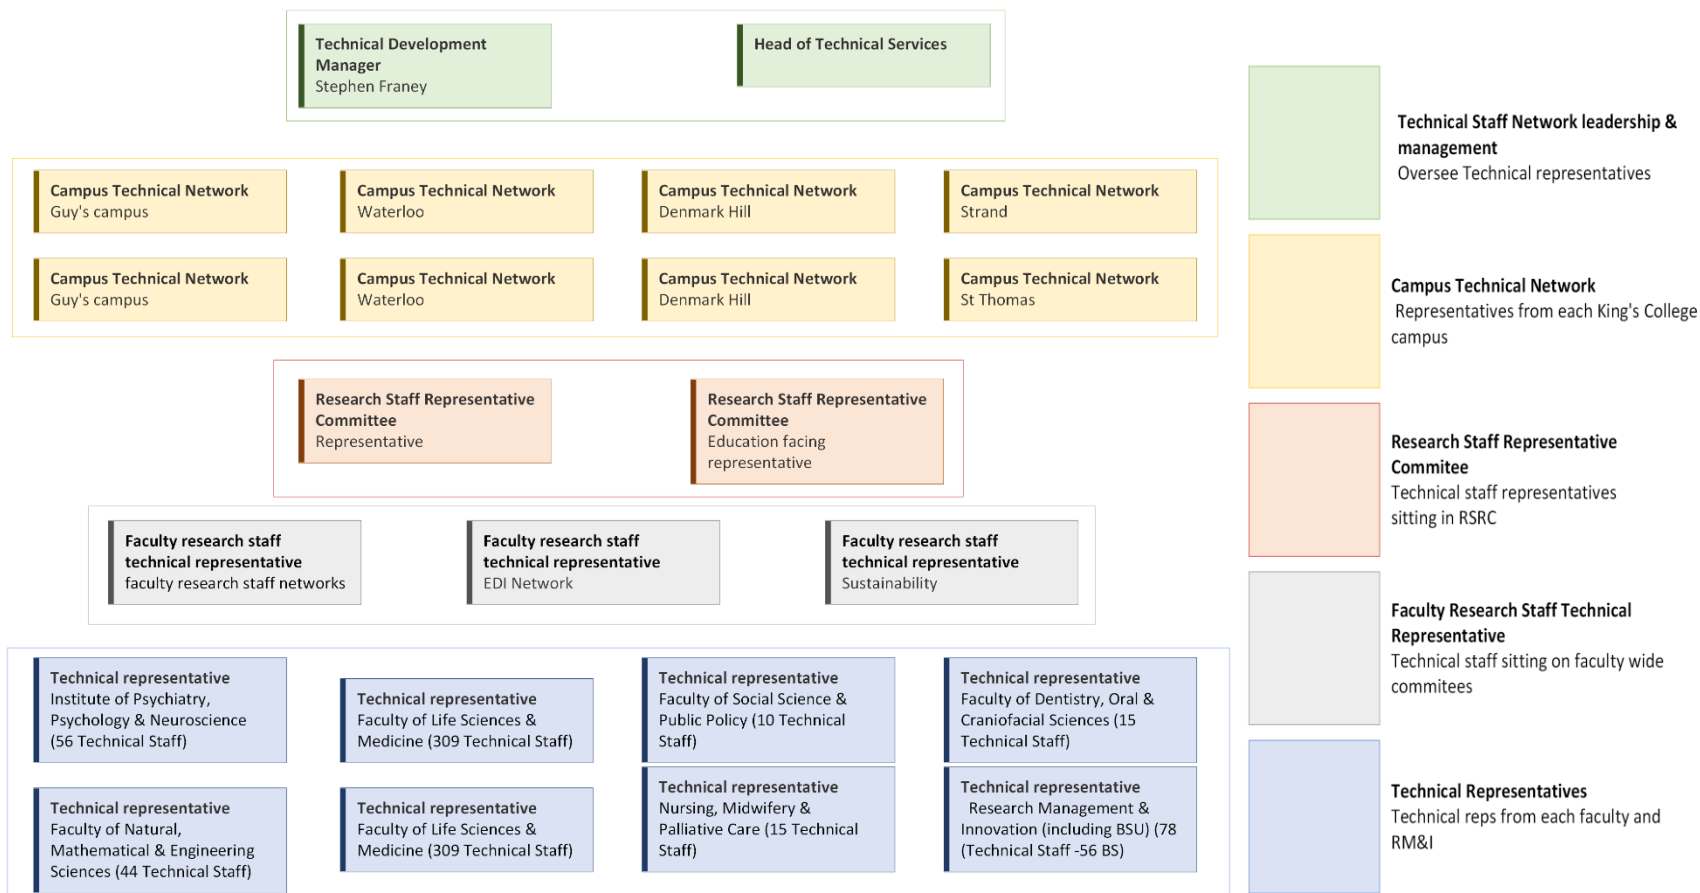 Technical Development
Manager
Stephen Franey
Head of Technical Services
Campus Technical Network
Guy's campus
Campus Technical Network
Waterloo
Campus Technical Network
Denmark Hill
Campus Technical Network
Strand
Campus Technical Network
Guy's campus
Campus Technical Network
Waterloo
Campus Technical Network
Denmark Hill
Campus Technical Network
St Thomas
Research Staff Representative
Committee
Representative
Research Staff Representative
Committee
Education facing
representative
Faculty research staff
technical representative
faculty research staff networks
Faculty research staff
technical representative
EDI Network
Faculty research staff
technical representative
Sustainability
Technical representative
Institute of Psychiatry,
Psychology & Neuroscience
(56 Technical Staff)
Technical representative
Faculty of Life Sciences &
Medicine (309 Technical Staff)
Technical representative
Faculty of Social Science &
Public Policy (10 Technical
Staff)
Technical representative
Faculty of Dentistry, Oral &
Craniofacial Sciences (15
Technical Staff)
Technical representative
Faculty of Natural,
Mathematical & Engineering
Sciences (44 Technical Staff)
Technical representative
Faculty of Life Sciences &
Medicine (309 Technical Staff)
Technical representative
Nursing, Midwifery &
Palliative Care (15 Technical
Staff)
Technical representative
Research Management &
Innovation (including BSU) (78
(Technical Staff -56 BS)
Technical Staff Network leadership &
management
Oversee Technical representatives
Campus Technical Network
Representatives from each King's College
campus
Research Staff Representative
Commitee
Technical staff representatives
sitting in RSRC
Faculty Research Staff Technical
Representative
Technical staff sitting on faculty wide
commitees
Technical Representatives
Technical reps from each faculty and
RM&I